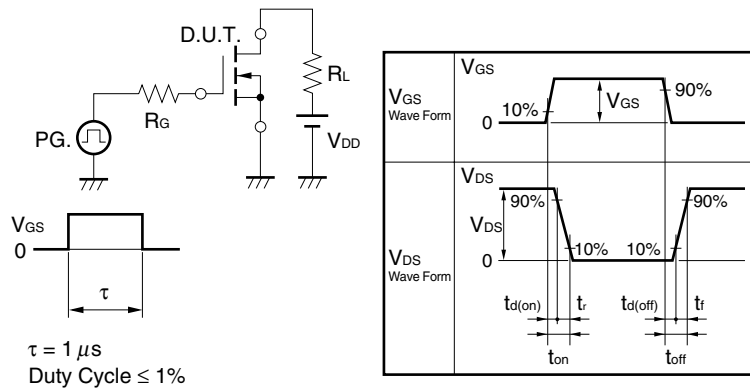 D.U.T.
RL
RG
PG.
VDD
VGS
0
τ
τ = 1 μs
Duty Cycle ≤ 1%
VGS
Wave Form
VGS
10%
VGS
90%
0
VDS
Wave Form
VDS
90%
VDS
10%
10%
90%
0
td(on)
tr
td(off)
tf
ton
toff